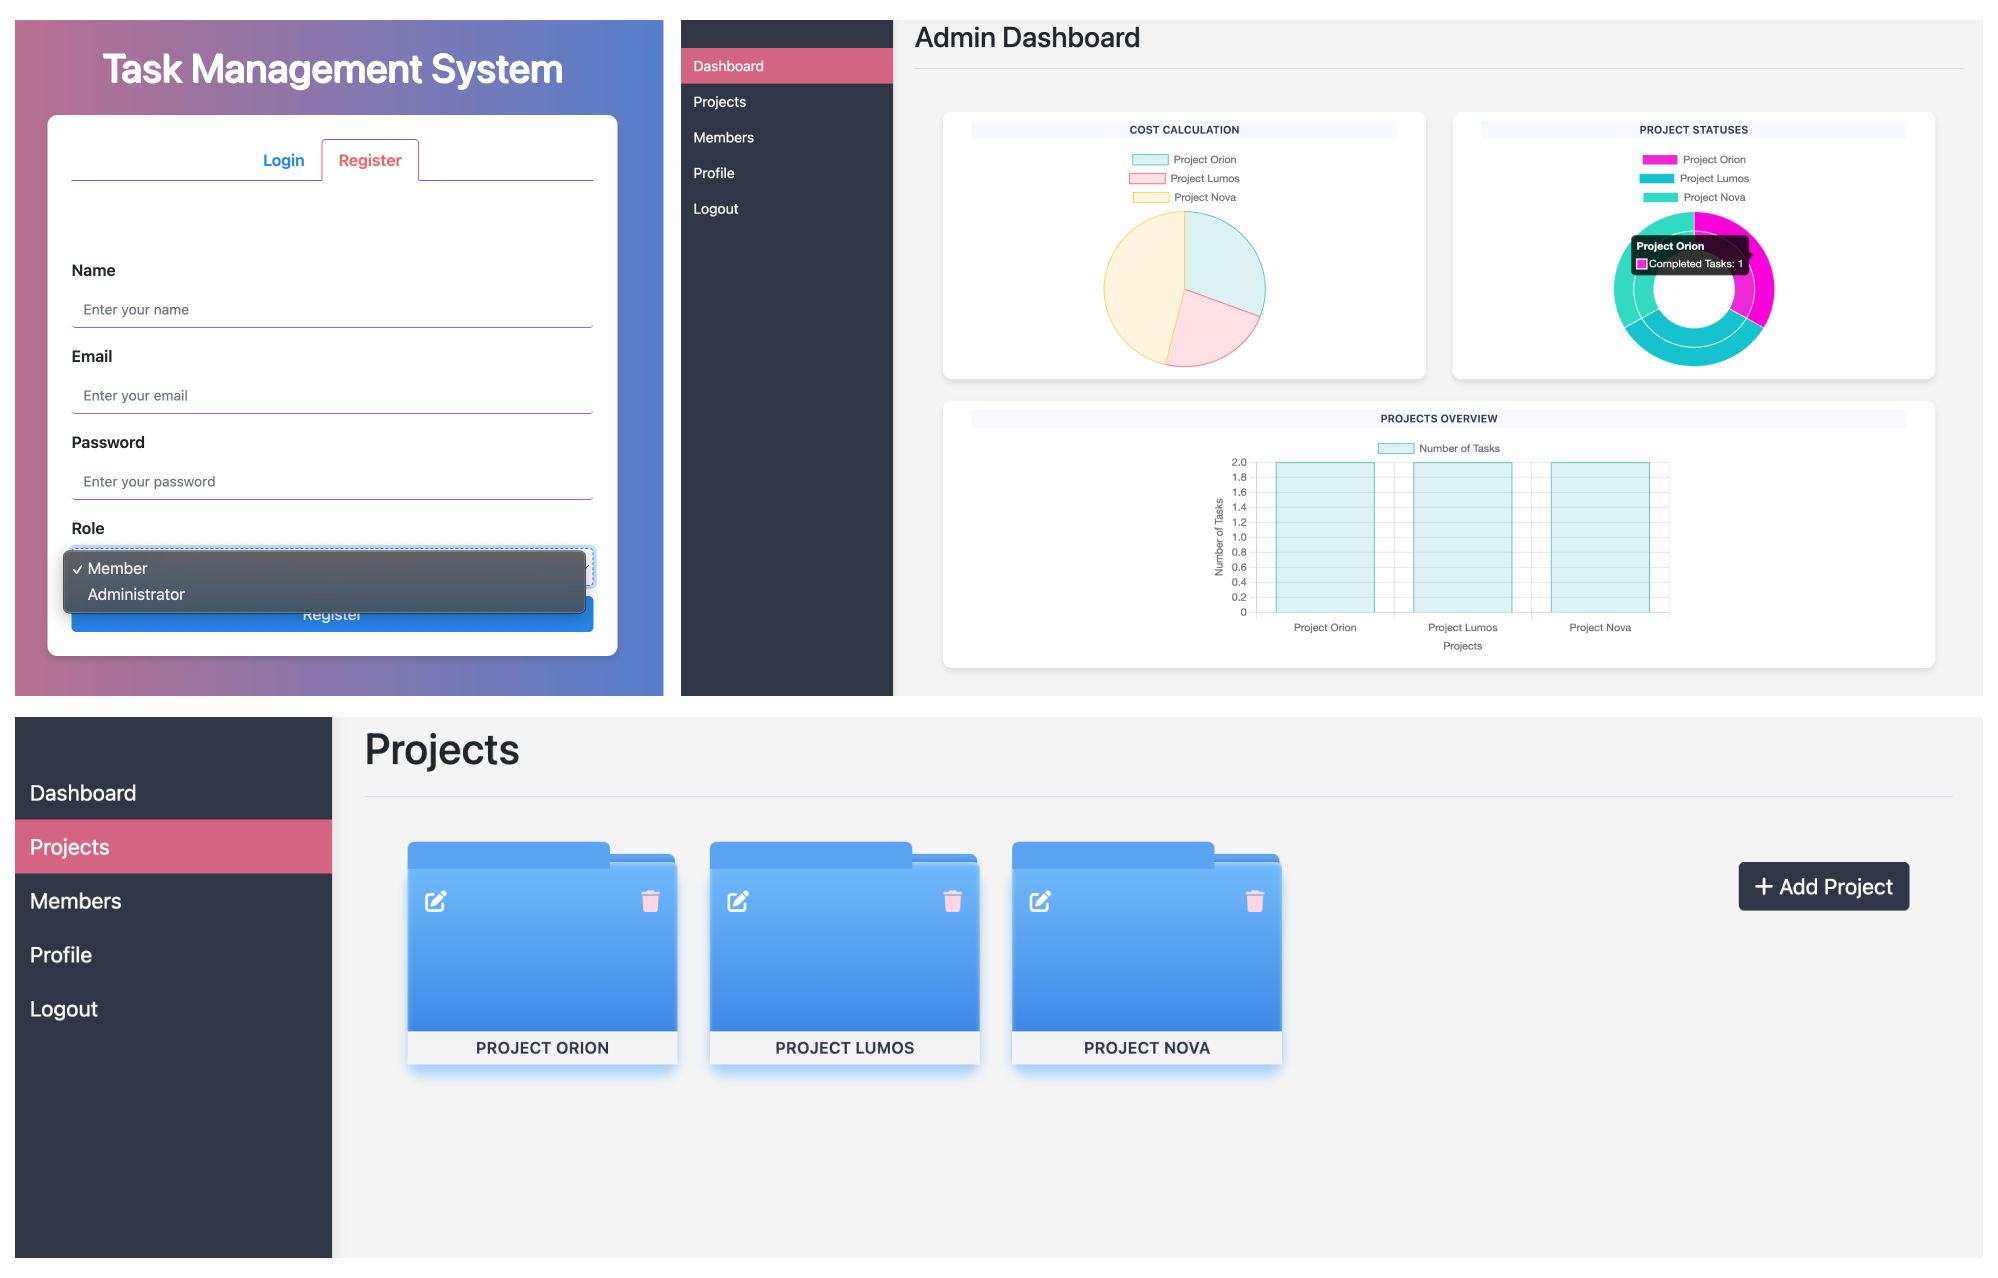 Task Management System
Login
Register
Name
Enter your name
Email
Enter your email
Password
Enter your password
Role
✓ Member
Administrator
Register
Dashboard
Projects
Members
Profile
Logout
Admin Dashboard
COST CALCULATION
Project Orion
Project Lumos
Project Nova
PROJECT STATUSES
Project Orion
Project Lumos
Project Nova
Project Orion
Completed Tasks: 1
PROJECTS OVERVIEW
Number of Tasks
Number of Tasks
2.0
1.8
1.6
1.4
1.2
1.0
0.8
0.6
0.4
0.2
0
Project Orion Project Lumos Project Nova
Projects
Dashboard
Projects
Members
Profile
Logout
Projects
PROJECT ORION
PROJECT LUMOS
PROJECT NOVA
+ Add Project